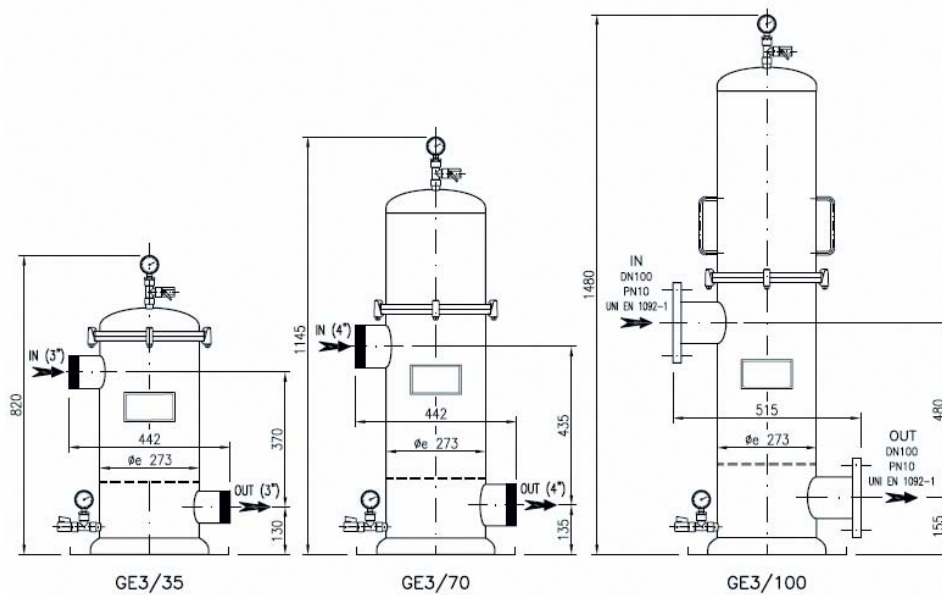 820
IN (3")
442
Øe 273
370
OUT (3")
130
GE3/35
1145
IN (4")
442
Øe 273
435
OUT (4")
135
GE3/70
1480
IN
DN100
PN10
UNI EN 1092-1
515
Øe 273
480
OUT
DN100
PN10
UNI EN 1092-1
155
GE3/100